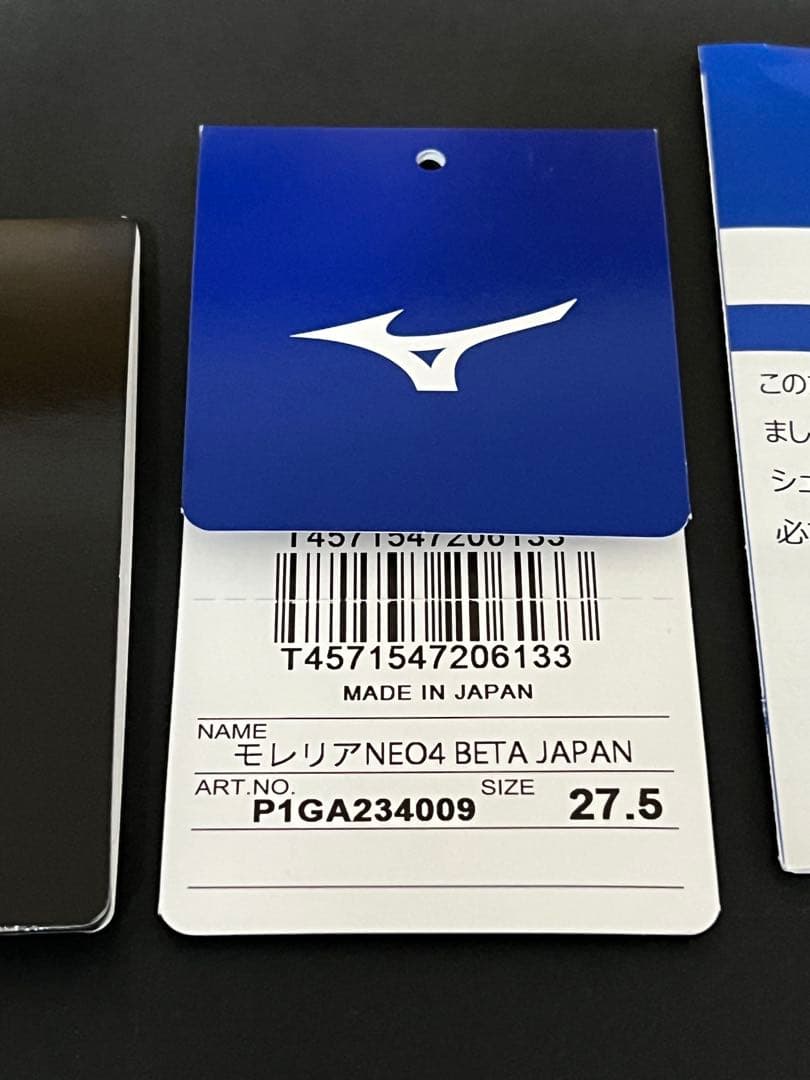 T4571547206133
T4571547206133
MADE IN JAPAN
NAME
モレリアNEO4 BETA JAPAN
ART.NO. SIZE
P1GA234009 27.5
この
まし
シュ
必